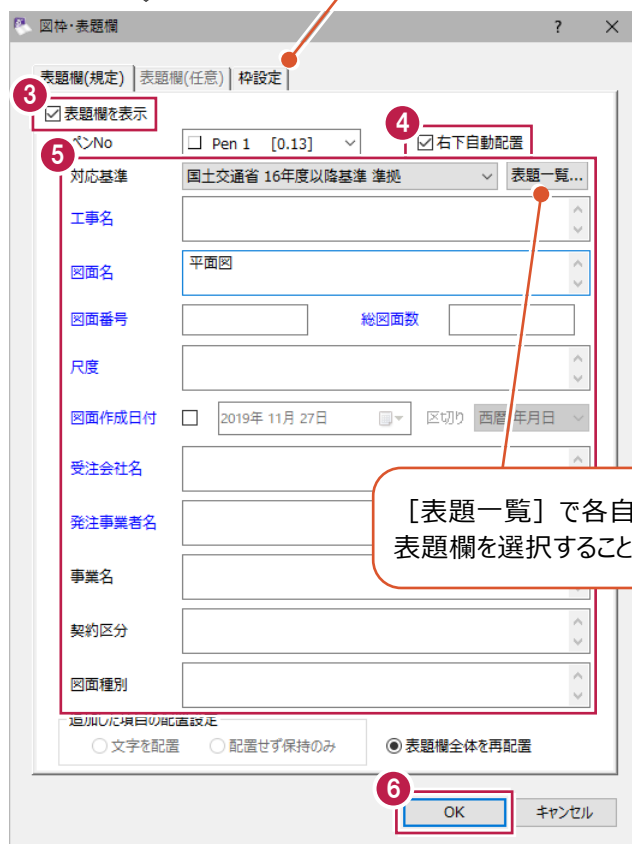 図枠・表題欄 ? ×
表題欄(規定) 表題欄(任意) 枠設定
3
表題欄を表示
4
ペンNo Pen 1 [0.13] 右下自動配置
5
対応基準 国土交通省 16年度以降基準 準拠 表題一覧...
工事名
図面名 平面図
図面番号 総図面数
尺度
図面作成日付 2019年 11月 27日 区切り 西暦 年月日
受注会社名
［表題一覧］で各自
発注事業者名
表題欄を選択すること
事業名
契約区分
図面種別
追加した項目の配置設定
文字を配置 配置せず保持のみ 表題欄全体を再配置
6
OK キャンセル